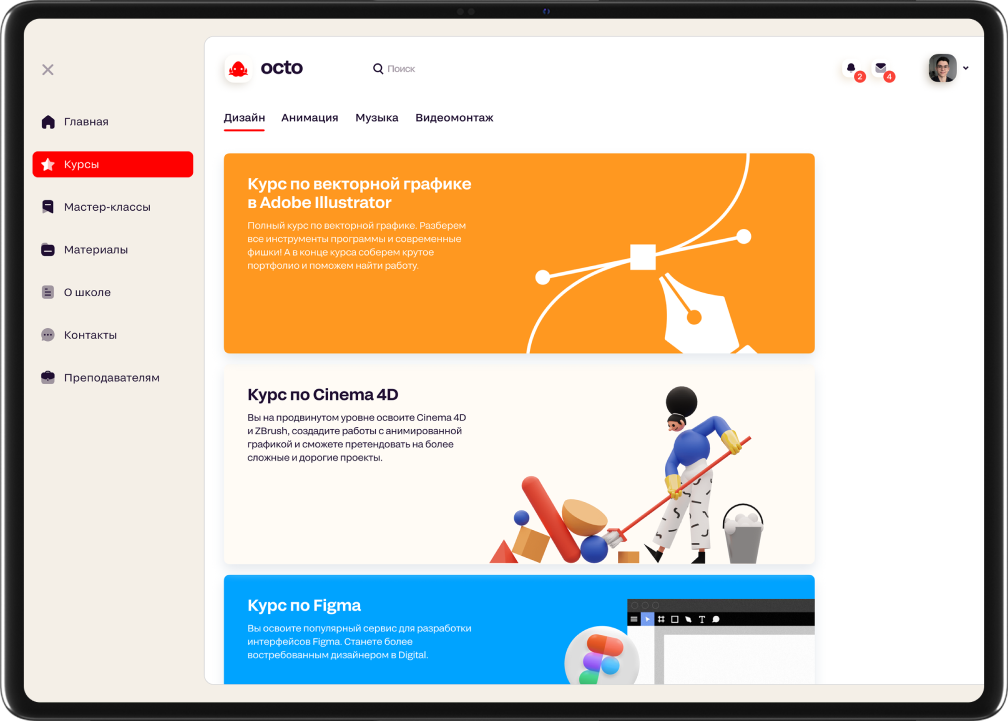 octo
Поиск
2
4
Главная
Курсы
Мастер-классы
Материалы
О школе
Контакты
Преподавателям
Дизайн Анимация Музыка Видеомонтаж
Курс по векторной графике
в Adobe Illustrator
Полный курс по векторной графике. Разберем
все инструменты программы и современные
фишки! А в конце курса соберем крутое
портфолио и поможем найти работу.
Курс по Cinema 4D
Вы на продвинутом уровне освоите Cinema 4D
и ZBrush, создадите работы с анимированной
графикой и сможете претендовать на более
сложные и дорогие проекты.
Курс по Figma
Вы освоите популярный сервис для разработки
интерфейсов Figma. Станете более
востребованным дизайнером в Digital.